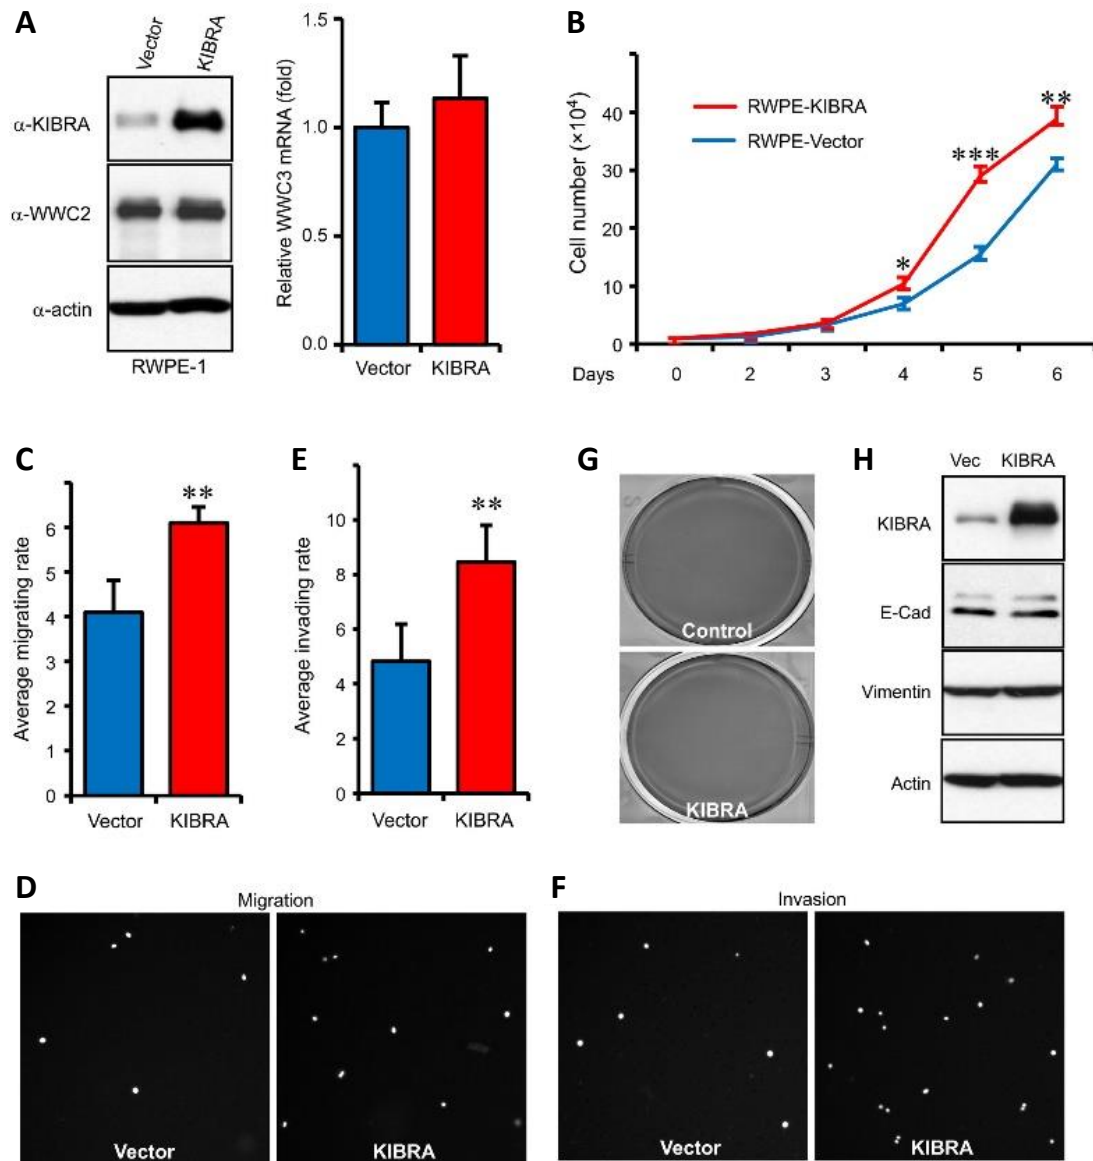 A
Vector
KIBRA
α-KIBRA
α-WWC2
α-actin
RWPE-1
Relative WWC3 mRNA (fold)
1.5
1.0
0.5
0.0
Vector
KIBRA
B
Cell number (×10⁴)
40
30
20
10
0
RWPE-KIBRA
RWPE-Vector
*
***
**
Days
0
2
3
4
5
6
C
Average migrating rate
6
5
4
3
2
1
0
**
Vector
KIBRA
E
Average invading rate
10
8
6
4
2
0
**
Vector
KIBRA
G
Control
KIBRA
H
Vec
KIBRA
KIBRA
E-Cad
Vimentin
Actin
D
Migration
Vector
KIBRA
F
Invasion
Vector
KIBRA